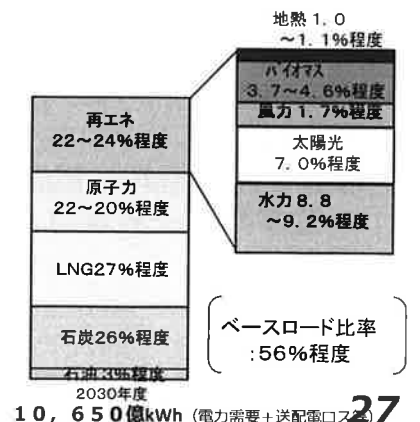 地熱1.0
～1.1%程度
バイオマス
3.7～4.6%程度
風力1.7%程度
太陽光
7.0%程度
水力8.8
～9.2%程度
再エネ
22～24%程度
原子力
22～20%程度
LNG27%程度
石炭26%程度
石油3%程度
2030年度
ベースロード比率
:56%程度
10,650億kWh（電力需要＋送配電ロス等）
27